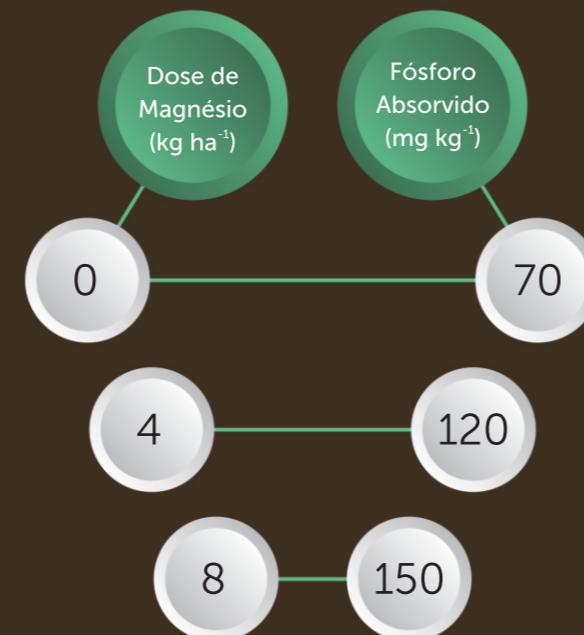 Dose de
Magnésio
(kg ha⁻¹)
Fósforo
Absorvido
(mg kg⁻¹)
0
70
4
120
8
150